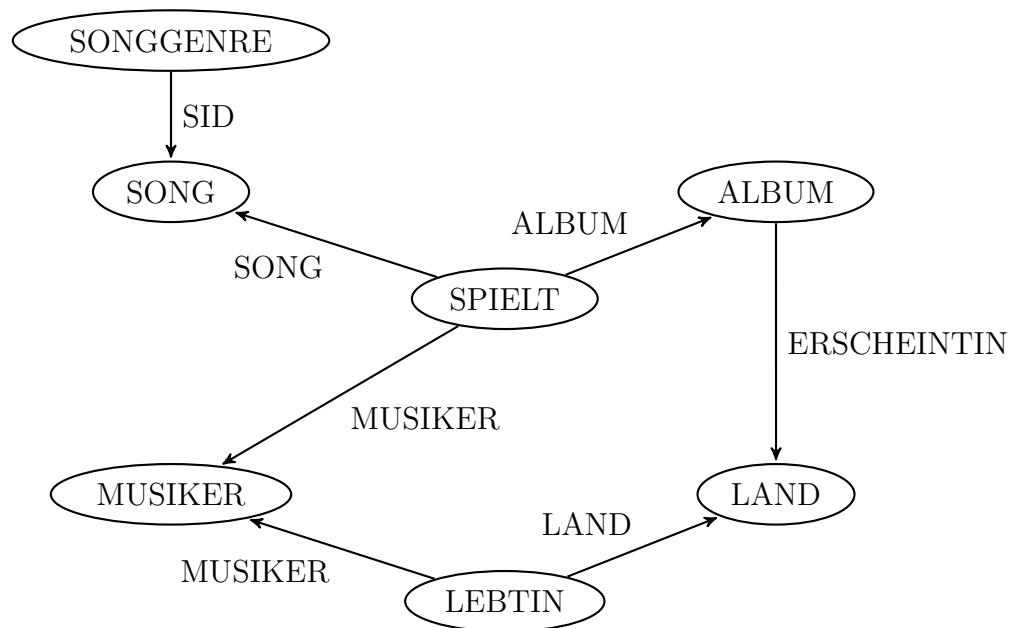 SONGGENRE
SID
SONG
ALBUM
ALBUM
SONG
SPIELT
ERSCHEINTIN
MUSIKER
MUSIKER
LAND
LAND
MUSIKER
LEBTIN